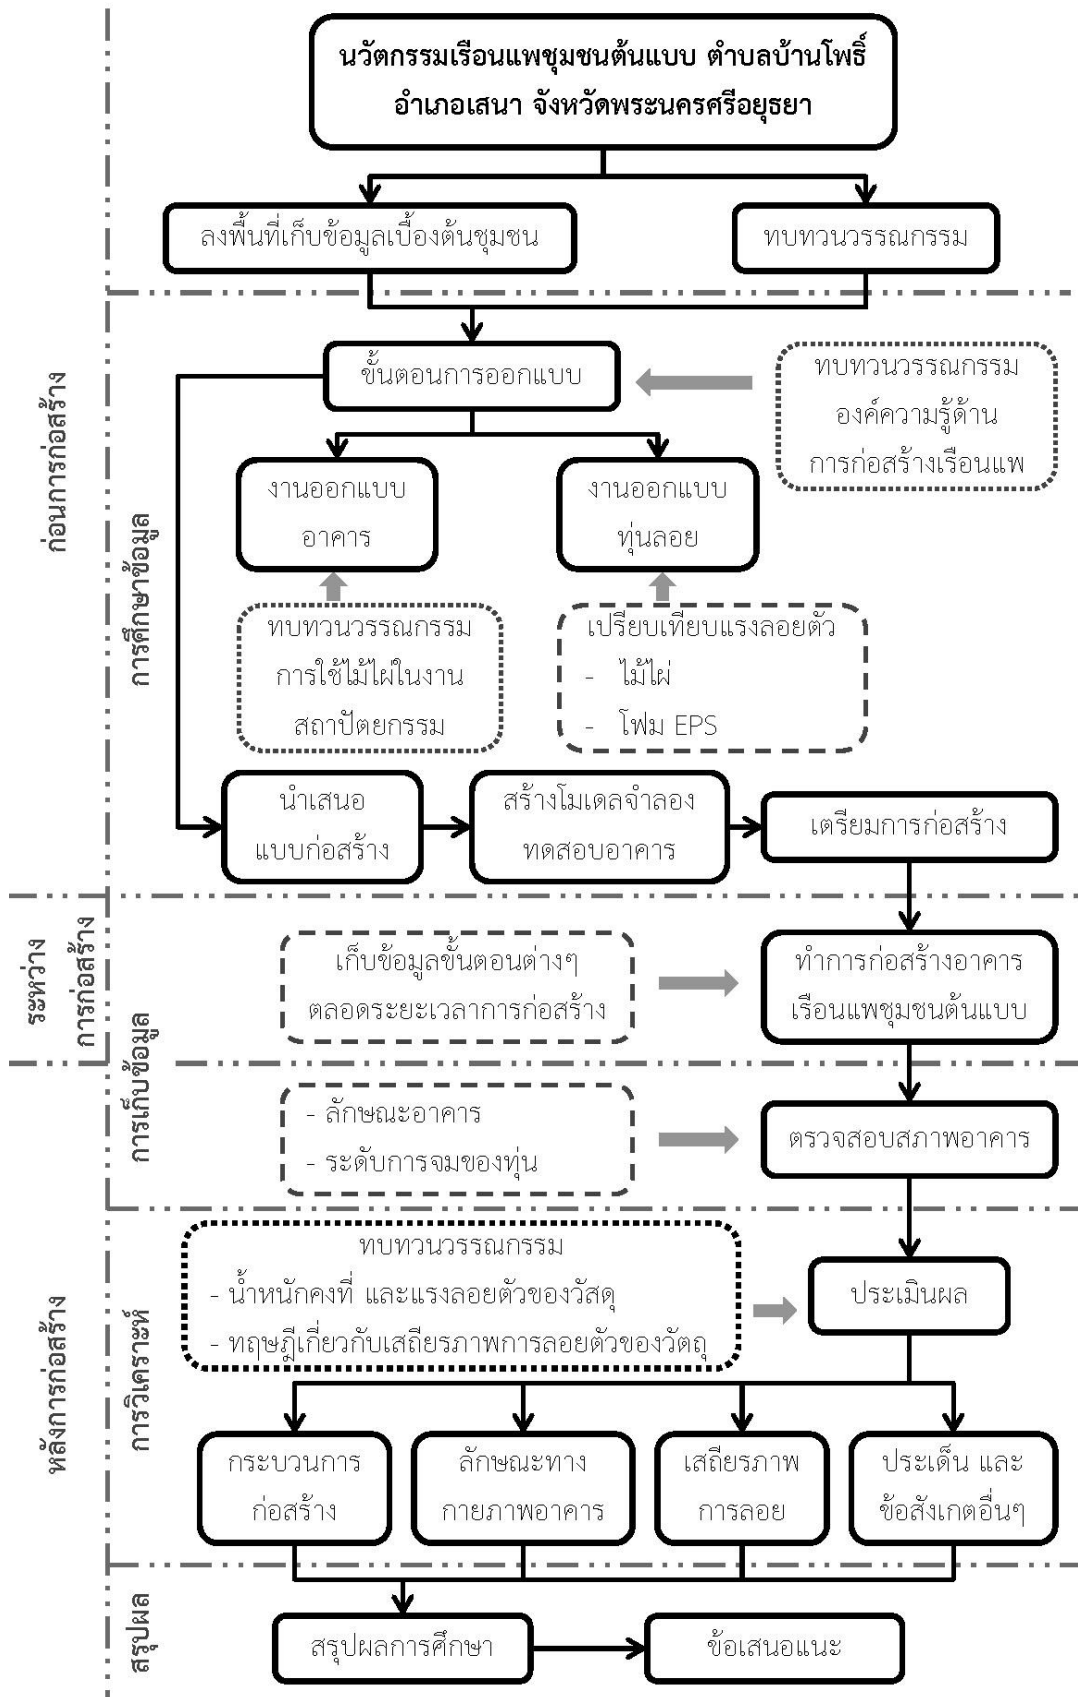 นวัตกรรมเรือนแพชุมชนต้นแบบ ตำบลบ้านโพธิ์
อำเภอเสนา จังหวัดพระนครศรีอยุธยา
ลงพื้นที่เก็บข้อมูลเบื้องต้นชุมชน
ทบทวนวรรณกรรม
ก่อนการก่อสร้าง
การศึกษาข้อมูล
ขั้นตอนการออกแบบ
ทบทวนวรรณกรรม
องค์ความรู้ด้าน
การก่อสร้างเรือนแพ
งานออกแบบ
อาคาร
งานออกแบบ
ทุ่นลอย
ทบทวนวรรณกรรม
การใช้ไม้ไผ่ในงาน
สถาปัตยกรรม
เปรียบเทียบแรงลอยตัว
- ไม้ไผ่
- โฟม EPS
นำเสนอ
แบบก่อสร้าง
สร้างโมเดลจำลอง
ทดสอบอาคาร
เตรียมการก่อสร้าง
ระหว่าง
การก่อสร้าง
การเก็บข้อมูล
เก็บข้อมูลขั้นตอนต่างๆ
ตลอดระยะเวลาการก่อสร้าง
ทำการก่อสร้างอาคาร
เรือนแพชุมชนต้นแบบ
- ลักษณะอาคาร
- ระดับการจมของทุ่น
ตรวจสอบสภาพอาคาร
หลังการก่อสร้าง
การวิเคราะห์
ทบทวนวรรณกรรม
- น้ำหนักคงที่ และแรงลอยตัวของวัสดุ
- ทฤษฎีเกี่ยวกับเสถียรภาพการลอยตัวของวัตถุ
ประเมินผล
กระบวนการ
ก่อสร้าง
ลักษณะทาง
กายภาพอาคาร
เสถียรภาพ
การลอย
ประเด็น และ
ข้อสังเกตอื่นๆ
สรุปผล
สรุปผลการศึกษา
ข้อเสนอแนะ